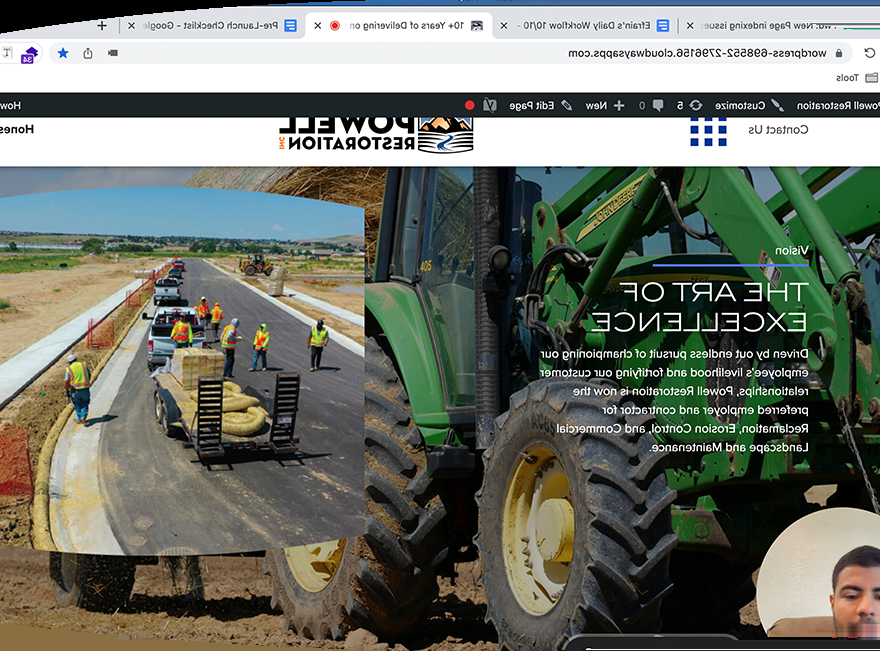 wd: New Page indexing issues
Efrain's Daily Workflow 10/10 -
10+ Years of Delivering on
Pre-Launch Checklist - Google
wordpress-698552-2796156.cloudwaysapps.com
34
Tools
Powell Restoration
5
0
New
Customize
Edit Page
How
Contact Us
POWELL
RESTORATION INC
Hones
405
Vision
THE ART OF
EXCELLENCE
Driven by out endless pursuit of championing our
employee's livelihood and fortifying our customer
relationships, Powell Restoration is now the
preferred employer and contractor for
Reclamation, Erosion Control, and Commercial
Landscape and Maintenance.